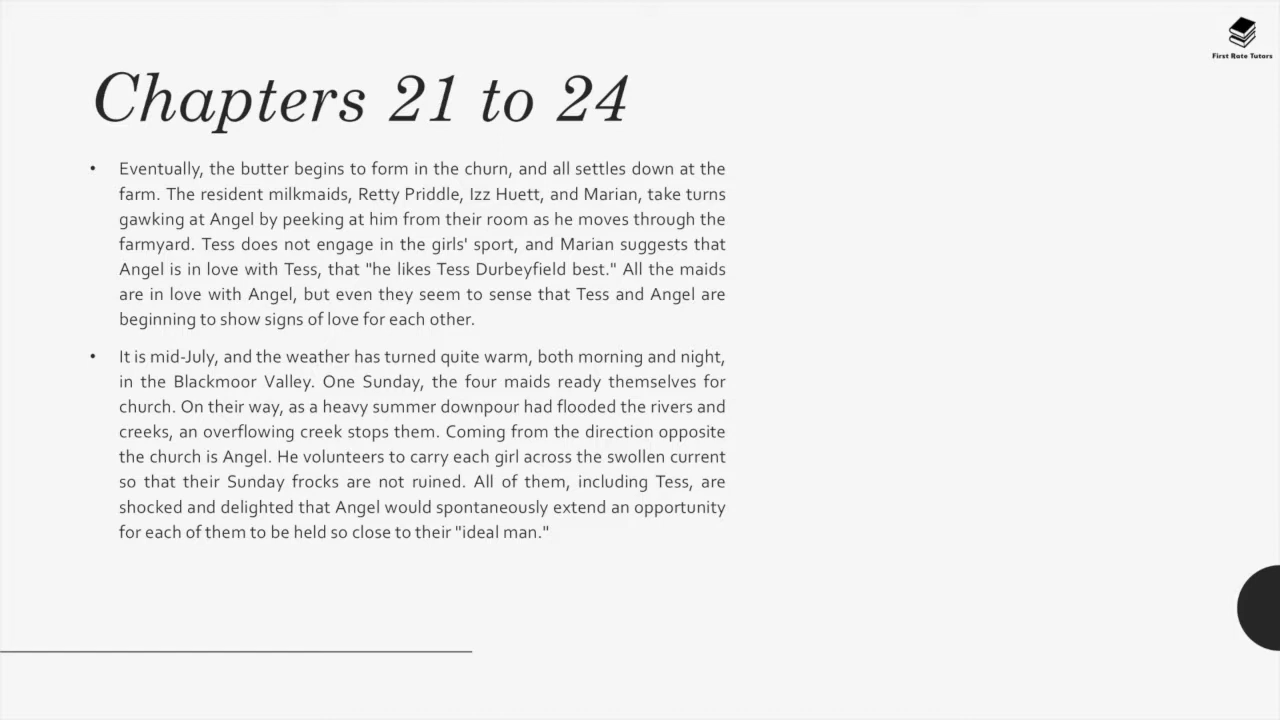 First Rate Tutors
Chapters 21 to 24
• Eventually, the butter begins to form in the churn, and all settles down at the
farm. The resident milkmaids, Retty Priddle, Izz Huett, and Marian, take turns
gawking at Angel by peeking at him from their room as he moves through the
farmyard. Tess does not engage in the girls' sport, and Marian suggests that
Angel is in love with Tess, that "he likes Tess Durbeyfield best." All the maids
are in love with Angel, but even they seem to sense that Tess and Angel are
beginning to show signs of love for each other.
• It is mid-July, and the weather has turned quite warm, both morning and night,
in the Blackmoor Valley. One Sunday, the four maids ready themselves for
church. On their way, as a heavy summer downpour had flooded the rivers and
creeks, an overflowing creek stops them. Coming from the direction opposite
the church is Angel. He volunteers to carry each girl across the swollen current
so that their Sunday frocks are not ruined. All of them, including Tess, are
shocked and delighted that Angel would spontaneously extend an opportunity
for each of them to be held so close to their "ideal man."